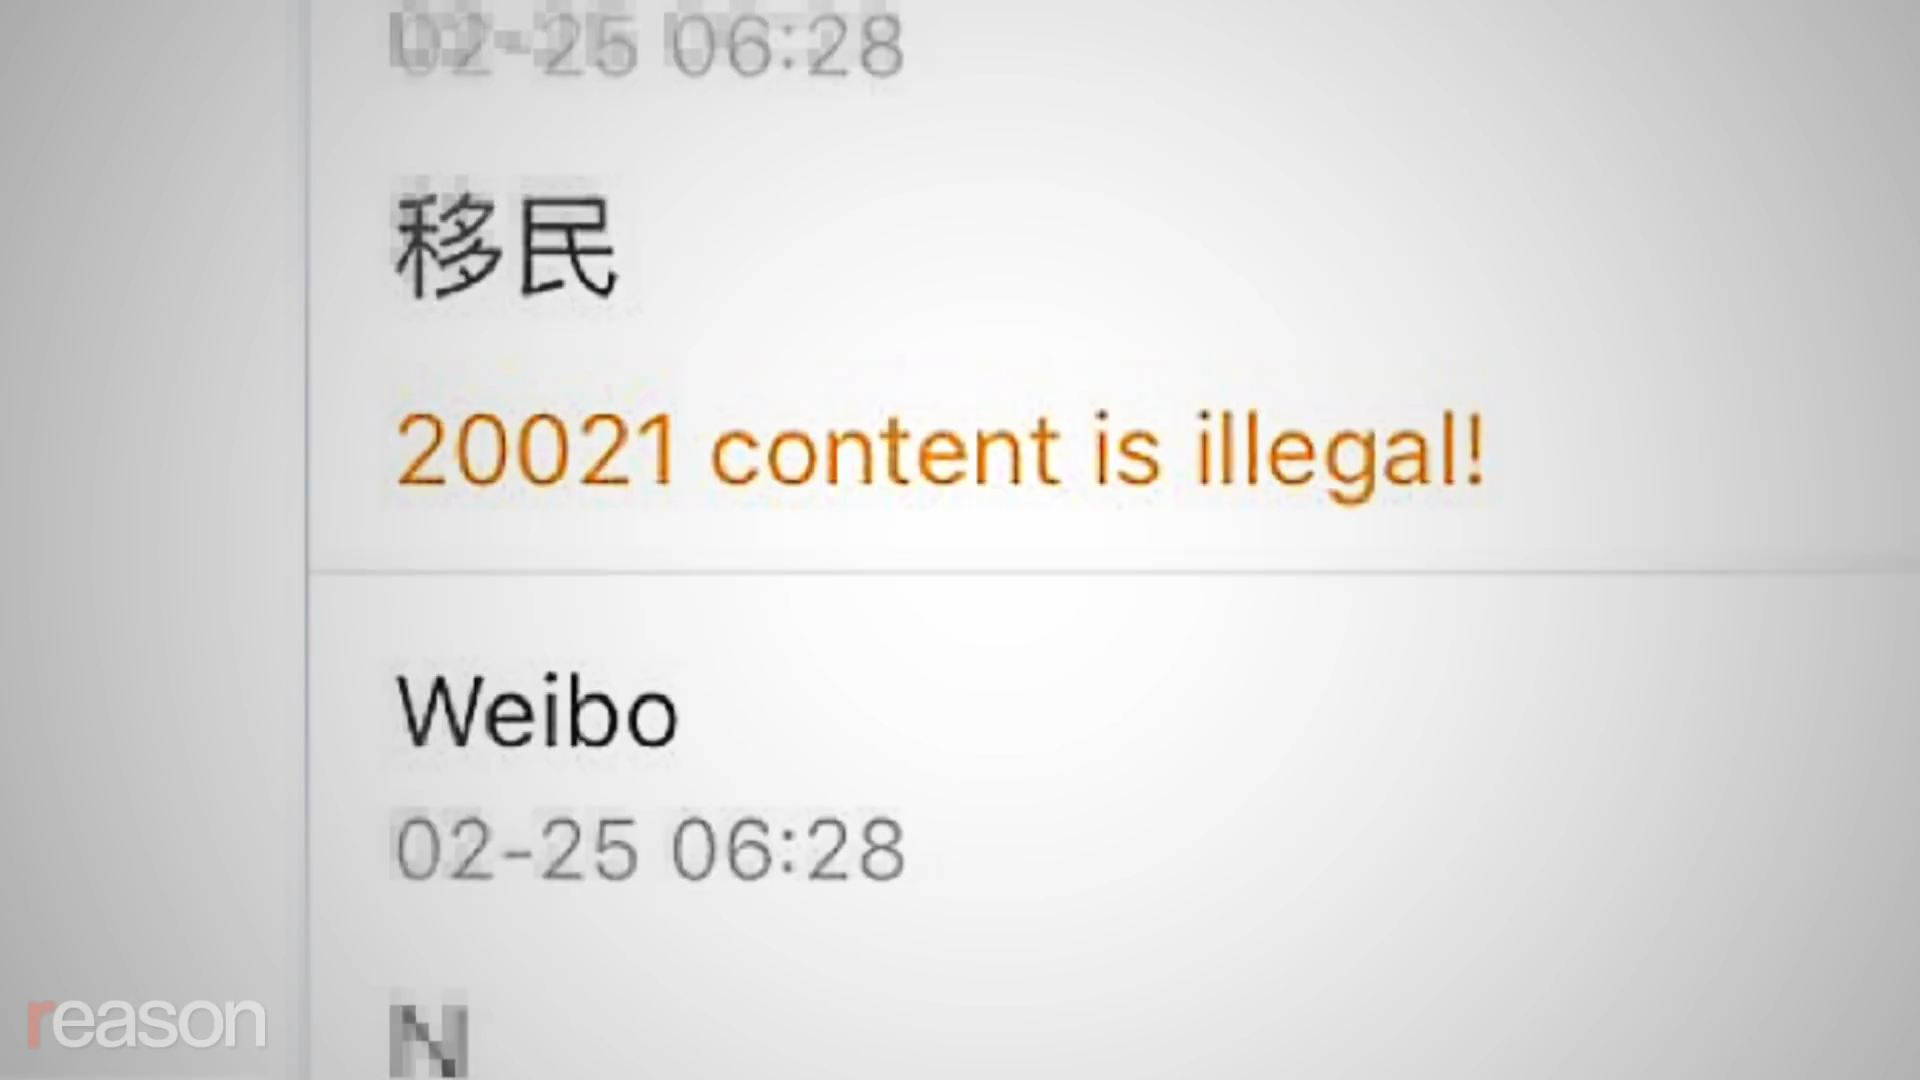 02-25 06:28
移民
20021 content is illegal!
Weibo
02-25 06:28
N
reason